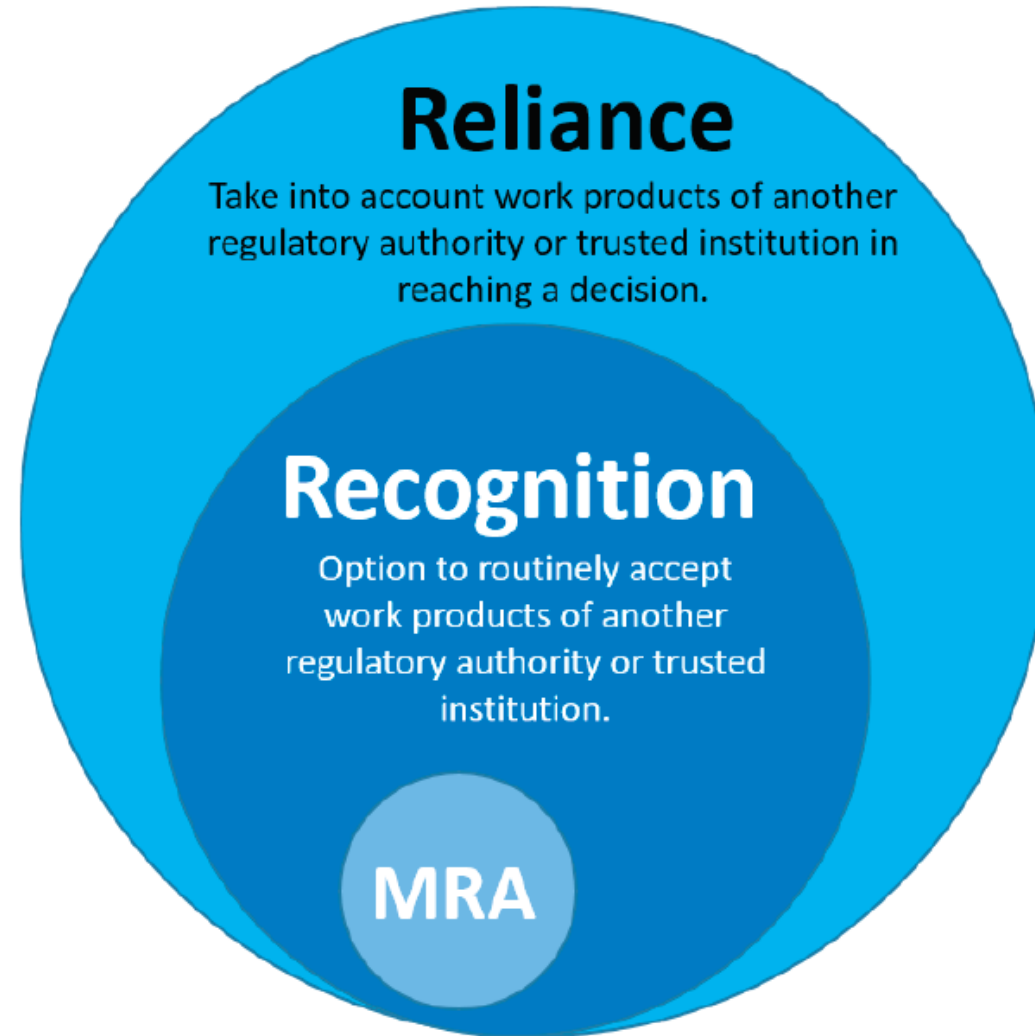 Reliance
Take into account work products of another
regulatory authority or trusted institution in
reaching a decision.
Recognition
Option to routinely accept
work products of another
regulatory authority or trusted
institution.
MRA